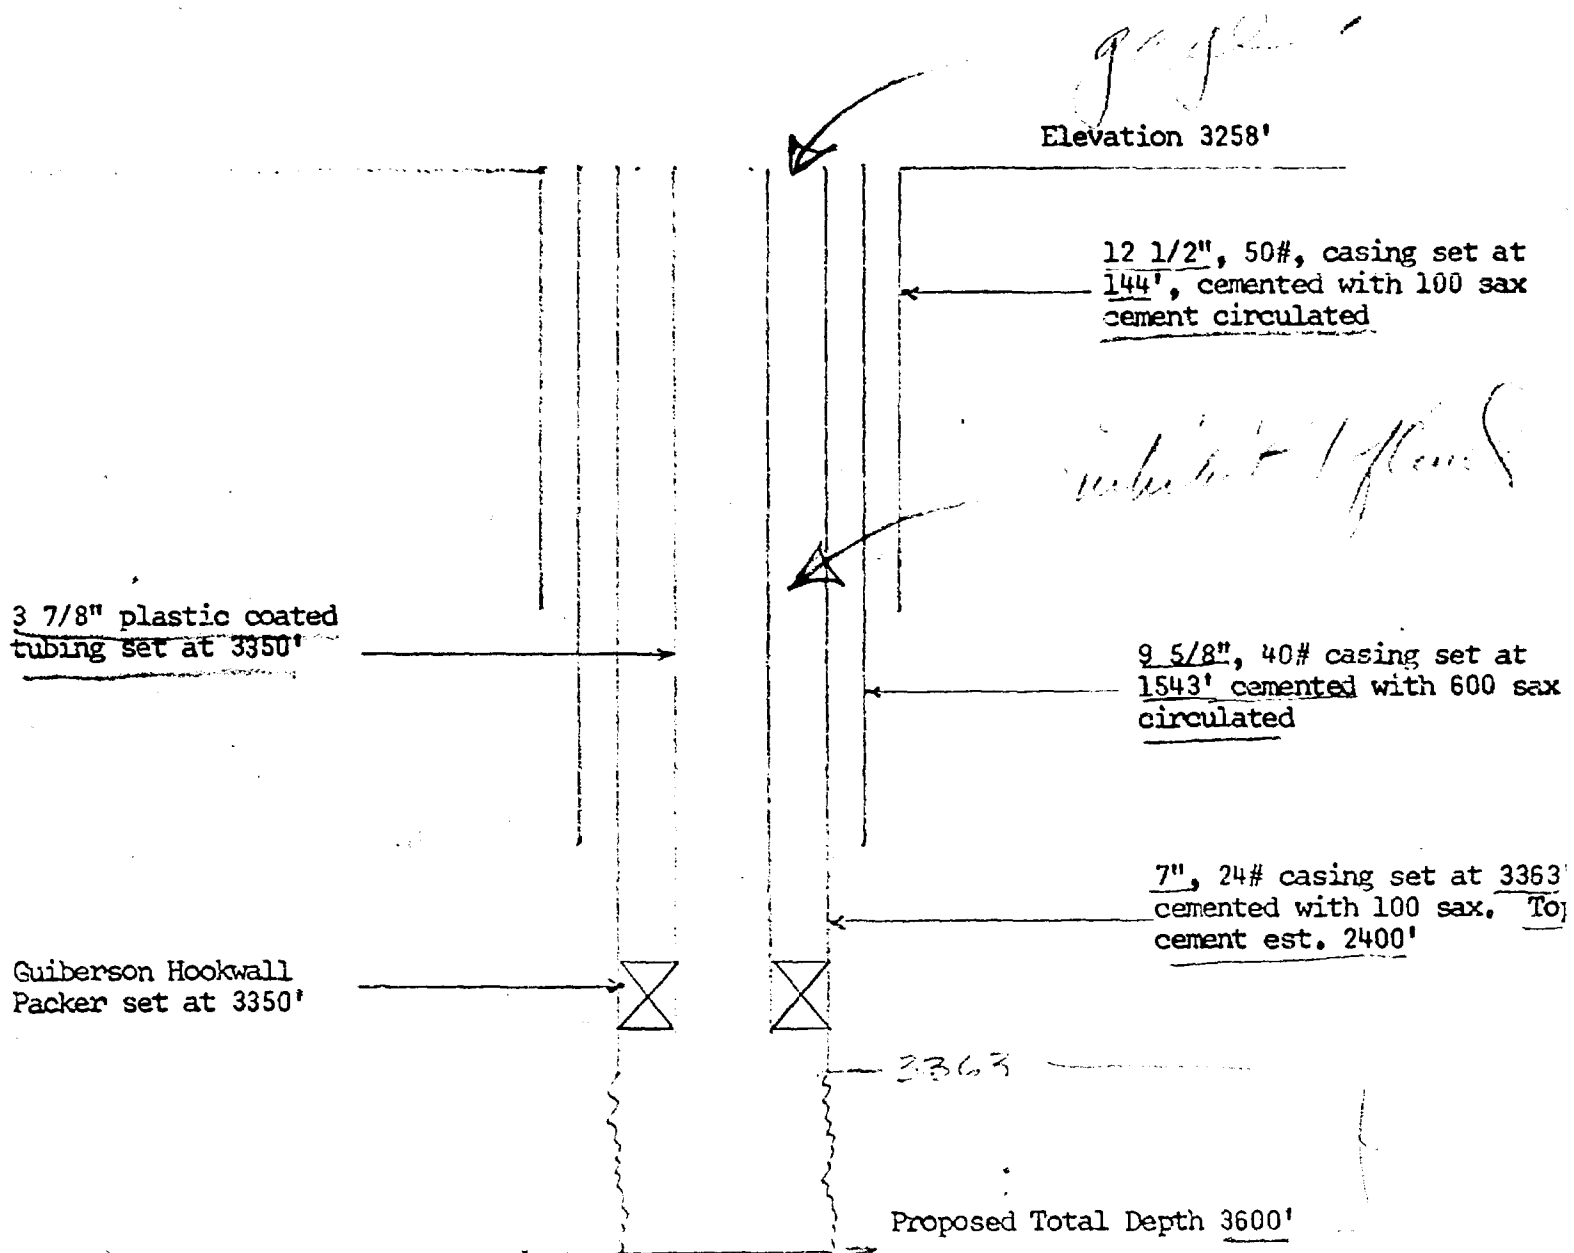 Elevation 3258'
12 1/2", 50#, casing set at
144', cemented with 100 sax
cement circulated
3 7/8" plastic coated
tubing set at 3350'
9 5/8", 40# casing set at
1543' cemented with 600 sax
circulated
7", 24# casing set at 3363'
cemented with 100 sax.
cement est. 2400'
Guiberson Hookwall
Packer set at 3350'
3363
Proposed Total Depth 3600'